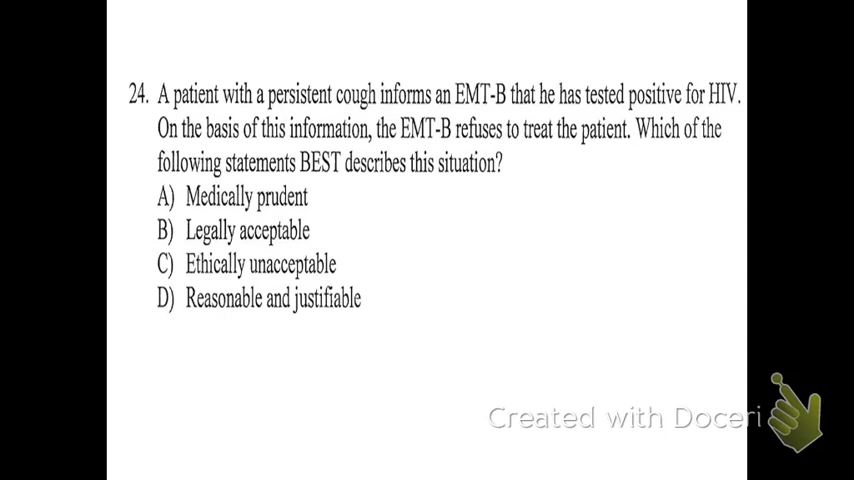 24. A patient with a persistent cough informs an EMT-B that he has tested positive for HIV.
On the basis of this information, the EMT-B refuses to treat the patient. Which of the
following statements BEST describes this situation?
A) Medically prudent
B) Legally acceptable
C) Ethically unacceptable
D) Reasonable and justifiable
Created with Doceri